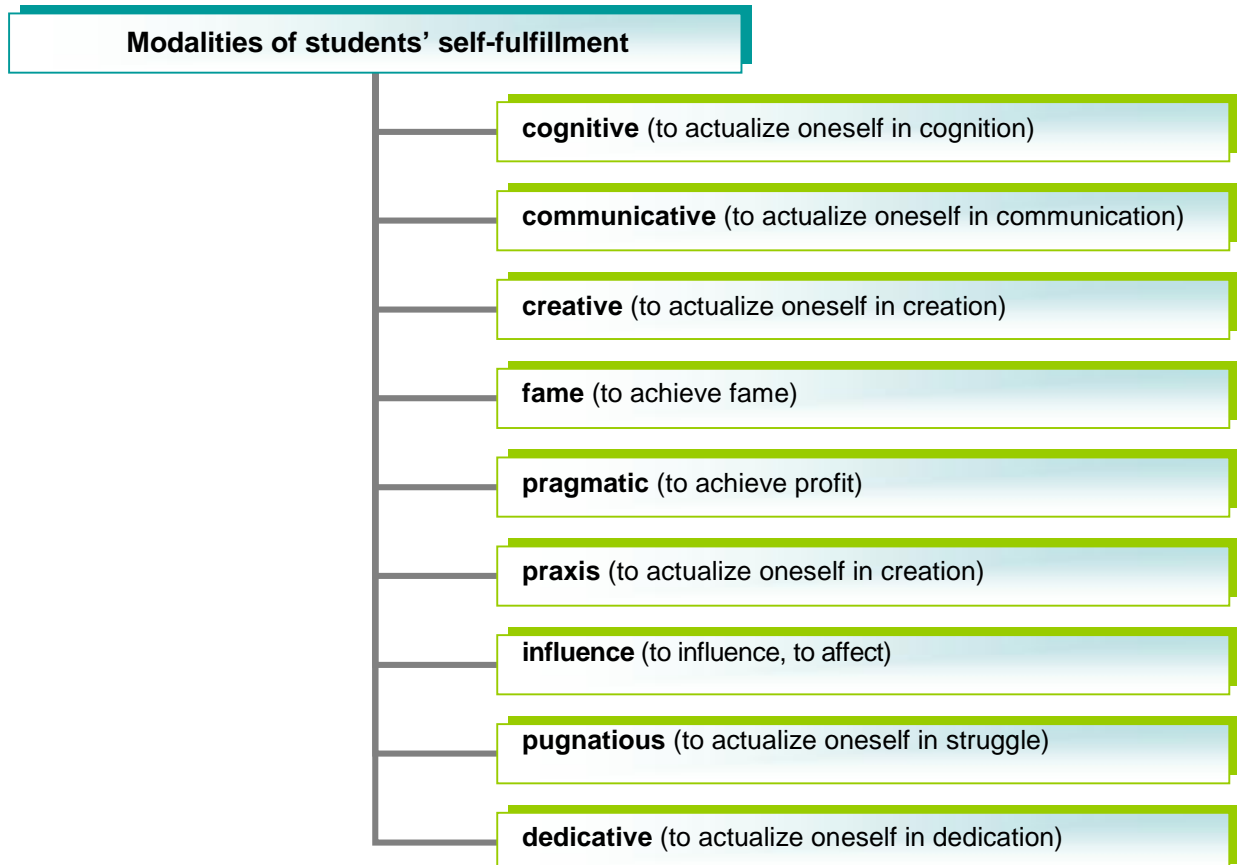 Modalities of students’ self-fulfillment
cognitive (to actualize oneself in cognition)
communicative (to actualize oneself in communication)
creative (to actualize oneself in creation)
fame (to achieve fame)
pragmatic (to achieve profit)
praxis (to actualize oneself in creation)
influence (to influence, to affect)
pugnatious (to actualize oneself in struggle)
dedicative (to actualize oneself in dedication)